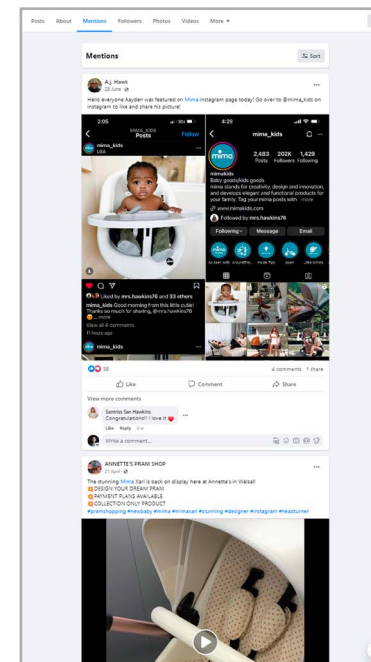 Posts About Mentions Followers Photos Videos More
Mentions
Sort
A.J. Hawk
28 June
Hello everyone Aayden was featured on Mima Instagram page today! Go over to @mima_kids on
instagram to like and share his picture!
2:05
MIMA_KIDS
Posts
Follow
mima_kids
USA
Liked by mrs.hawkins76 and 33 others
mima_kids Good morning from this little cutie!
Thanks so much for sharing, @mrs.hawkins76
... more
View all 4 comments
11 hours ago
mima_kids
4:29
mima_kids
mima
2,483 202K 1,429
Posts Followers Following
mimakids
Baby goods/kids goods
mima stands for creativity, design and innovation,
and develops elegant and functional products for
your family. Tag your mima posts with more
www.mimakids.com
Followed by mrs.hawkins76
Following Message Email
38
4 comments 1 share
Like Comment Share
View more comments
Santriss San Hawkins
Congratulations!! I love it
Like Reply
Write a comment...
ANNETTE'S PRAM SHOP
21 April
The stunning Mima Xari is back on display here at Annette's in Walsall
DESIGN YOUR DREAM PRAM
PAYMENT PLANS AVAILABLE
COLLECTION ONLY PRODUCT
#pramshopping #newbaby #mima #mimaxari #stunning #designer #instagram #headturner